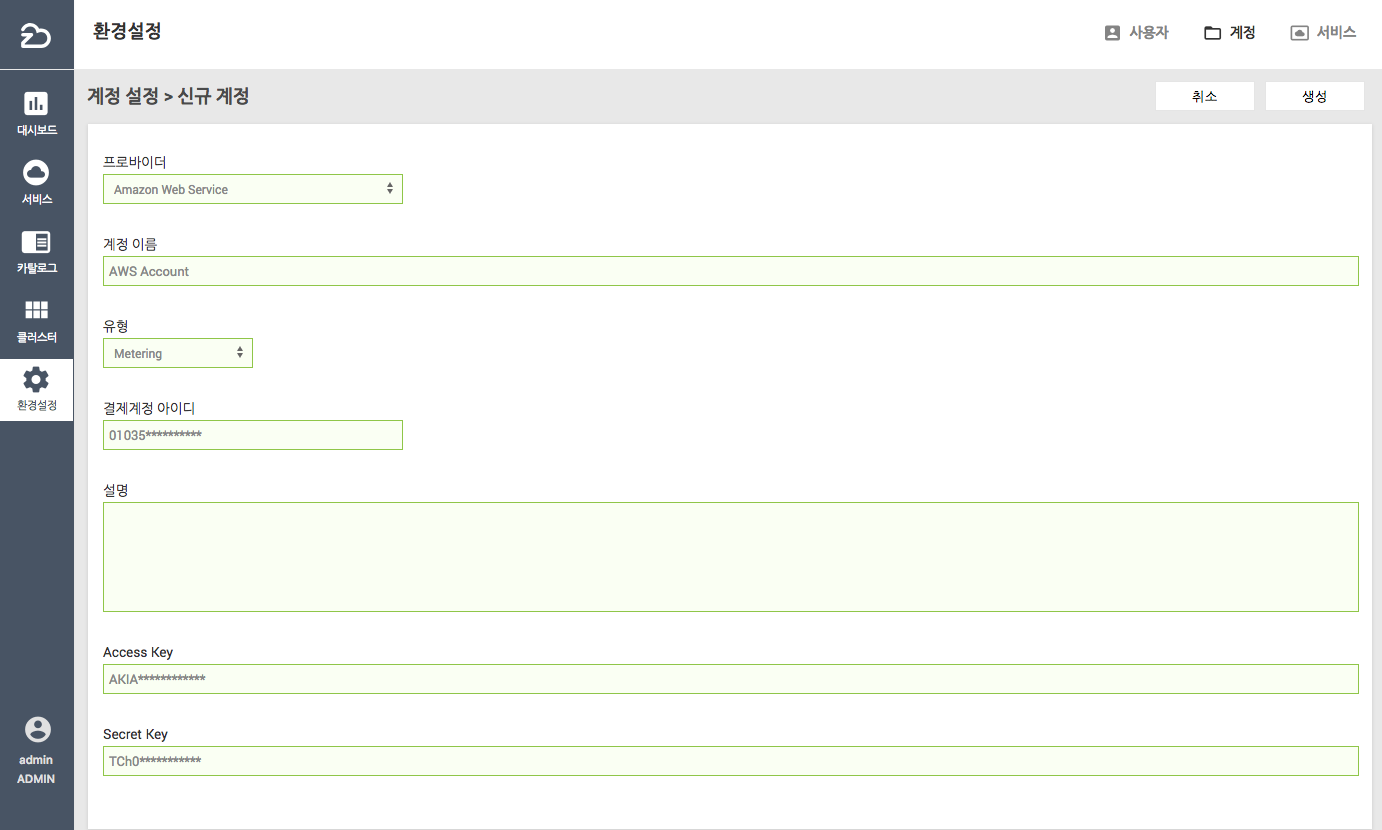 환경설정
사용자
계정
서비스
대시보드
서비스
카탈로그
클러스터
환경설정
admin
ADMIN
계정 설정 > 신규 계정
취소
생성
프로바이더
Amazon Web Service
계정 이름
AWS Account
유형
Metering
결제계정 아이디
01035**********
설명
Access Key
AKIA************
Secret Key
TCh0***********